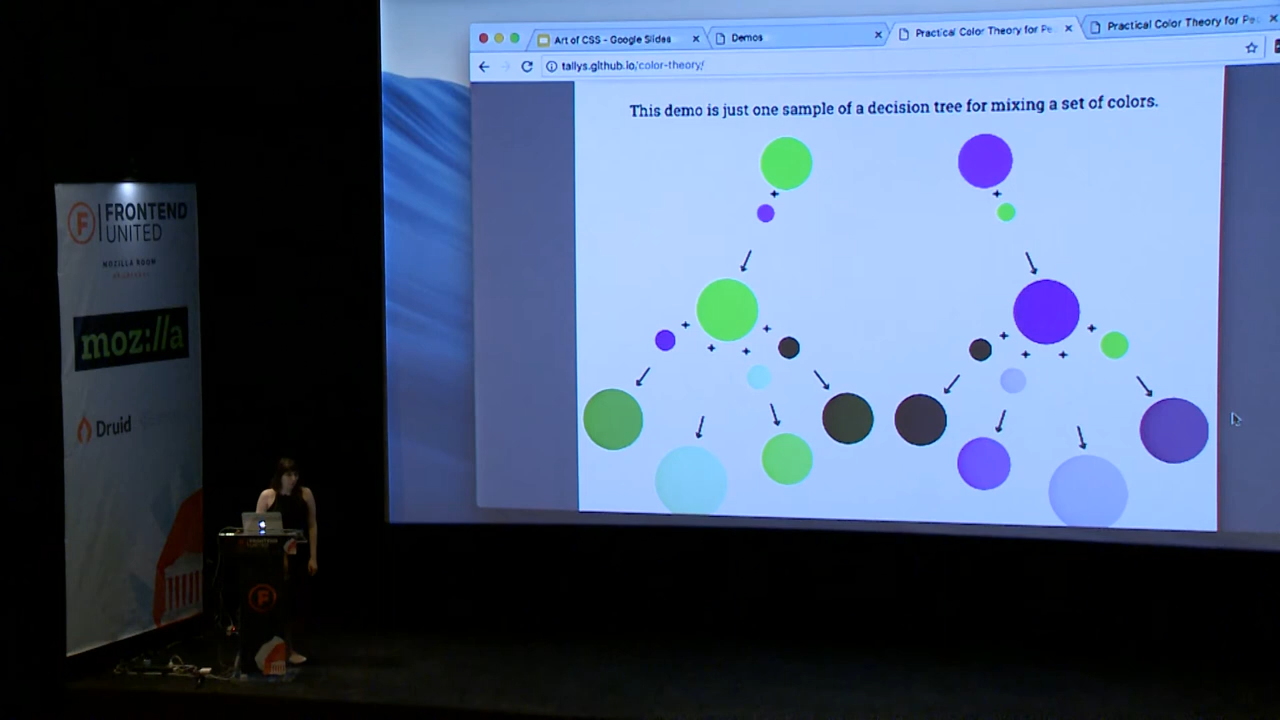 Art of CSS - Google Slides
Demos
Practical Color Theory for Pe
Practical Color Theory for Pe
tallys.github.io/color-theory/
This demo is just one sample of a decision tree for mixing a set of colors.
F
FRONTEND
UNITED
MOZILLA ROOM
moz://a
Druid
F